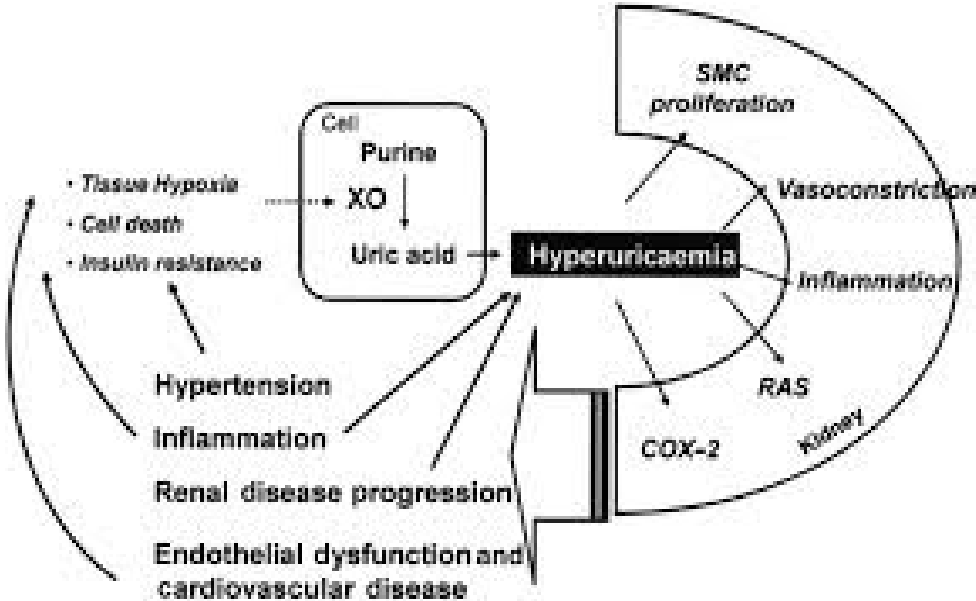 SMC
proliferation
Cell
Purine
• Tissue Hypoxia
XO
Vasoconstriction
• Cell death
Uric acid
Hyperuricaemia
• Insulin resistance
Inflammation
Hypertension
RAS
Inflammation
COX-2
Kidney
Renal disease progression
Endothelial dysfunction and
cardiovascular disease